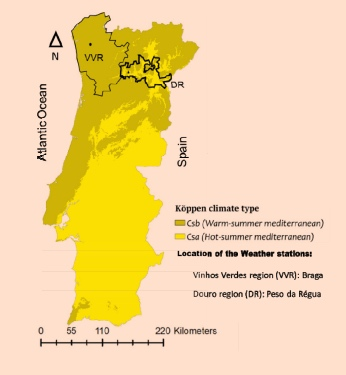 N
VVR
DR
Atlantic Ocean
Spain
Köppen climate type
Csb (Warm-summer mediterranean)
Csa (Hot-summer mediterranean)
Location of the Weather stations:
Vinhos Verdes region (VVR): Braga
Douro region (DR): Peso da Régua
0 55 110 220 Kilometers